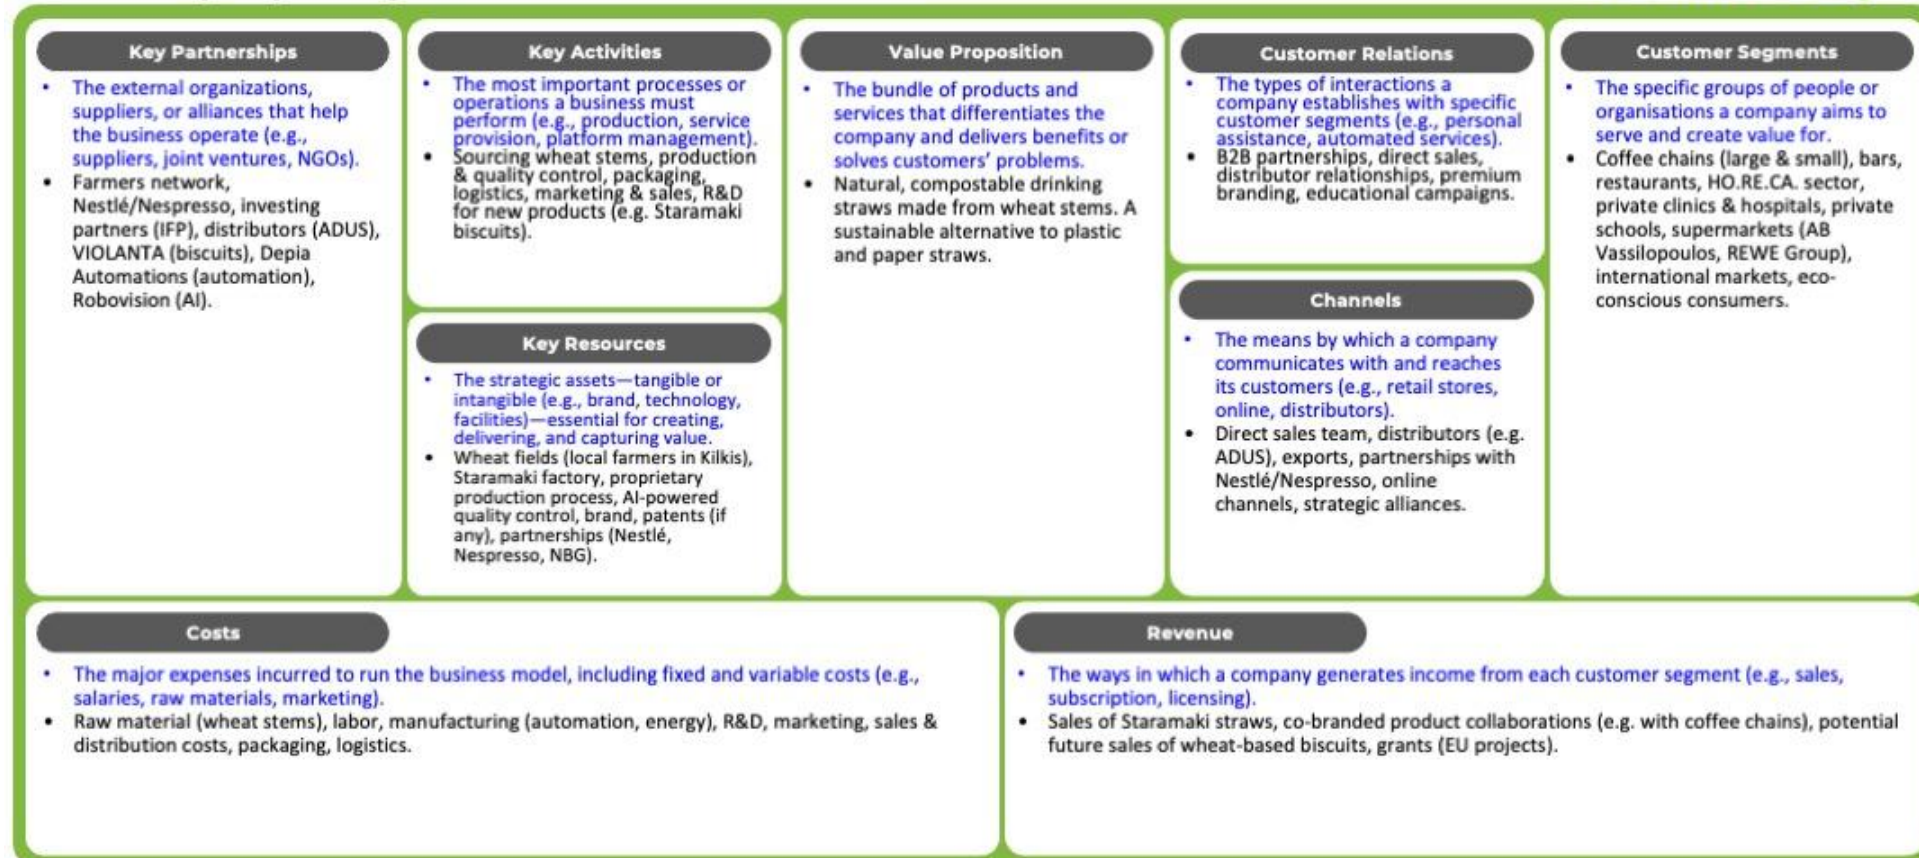 Key Partnerships
• The external organizations,
suppliers, or alliances that help
the business operate (e.g.,
suppliers, joint ventures, NGOs).
• Farmers network,
Nestlé/Nespresso, investing
partners (IFP), distributors (ADUS),
VIOLANTA (biscuits), Depia
Automations (automation),
Robovision (AI).
Key Activities
• The most important processes or
operations a business must
perform (e.g., production, service
provision, platform management).
• Sourcing wheat stems, production
& quality control, packaging,
logistics, marketing & sales, R&D
for new products (e.g. Staramaki
biscuits).
Key Resources
• The strategic assets—tangible or
intangible (e.g., brand, technology,
facilities)—essential for creating,
delivering, and capturing value.
• Wheat fields (local farmers in Kilkis),
Staramaki factory, proprietary
production process, AI-powered
quality control, brand, patents (if
any), partnerships (Nestlé,
Nespresso, NBG).
Value Proposition
• The bundle of products and
services that differentiates the
company and delivers benefits or
solves customers' problems.
• Natural, compostable drinking
straws made from wheat stems. A
sustainable alternative to plastic
and paper straws.
Customer Relations
• The types of interactions a
company establishes with specific
customer segments (e.g., personal
assistance, automated services).
• B2B partnerships, direct sales,
distributor relationships, premium
branding, educational campaigns.
Channels
• The means by which a company
communicates with and reaches
its customers (e.g., retail stores,
online, distributors).
• Direct sales team, distributors (e.g.
ADUS), exports, partnerships with
Nestlé/Nespresso, online
channels, strategic alliances.
Customer Segments
• The specific groups of people or
organisations a company aims to
serve and create value for.
• Coffee chains (large & small), bars,
restaurants, HO.RE.CA. sector,
private clinics & hospitals, private
schools, supermarkets (AB
Vassilopoulos, REWE Group),
international markets, eco-
conscious consumers.
Costs
• The major expenses incurred to run the business model, including fixed and variable costs (e.g.,
salaries, raw materials, marketing).
• Raw material (wheat stems), labor, manufacturing (automation, energy), R&D, marketing, sales &
distribution costs, packaging, logistics.
Revenue
• The ways in which a company generates income from each customer segment (e.g., sales,
subscription, licensing).
• Sales of Staramaki straws, co-branded product collaborations (e.g. with coffee chains), potential
future sales of wheat-based biscuits, grants (EU projects).